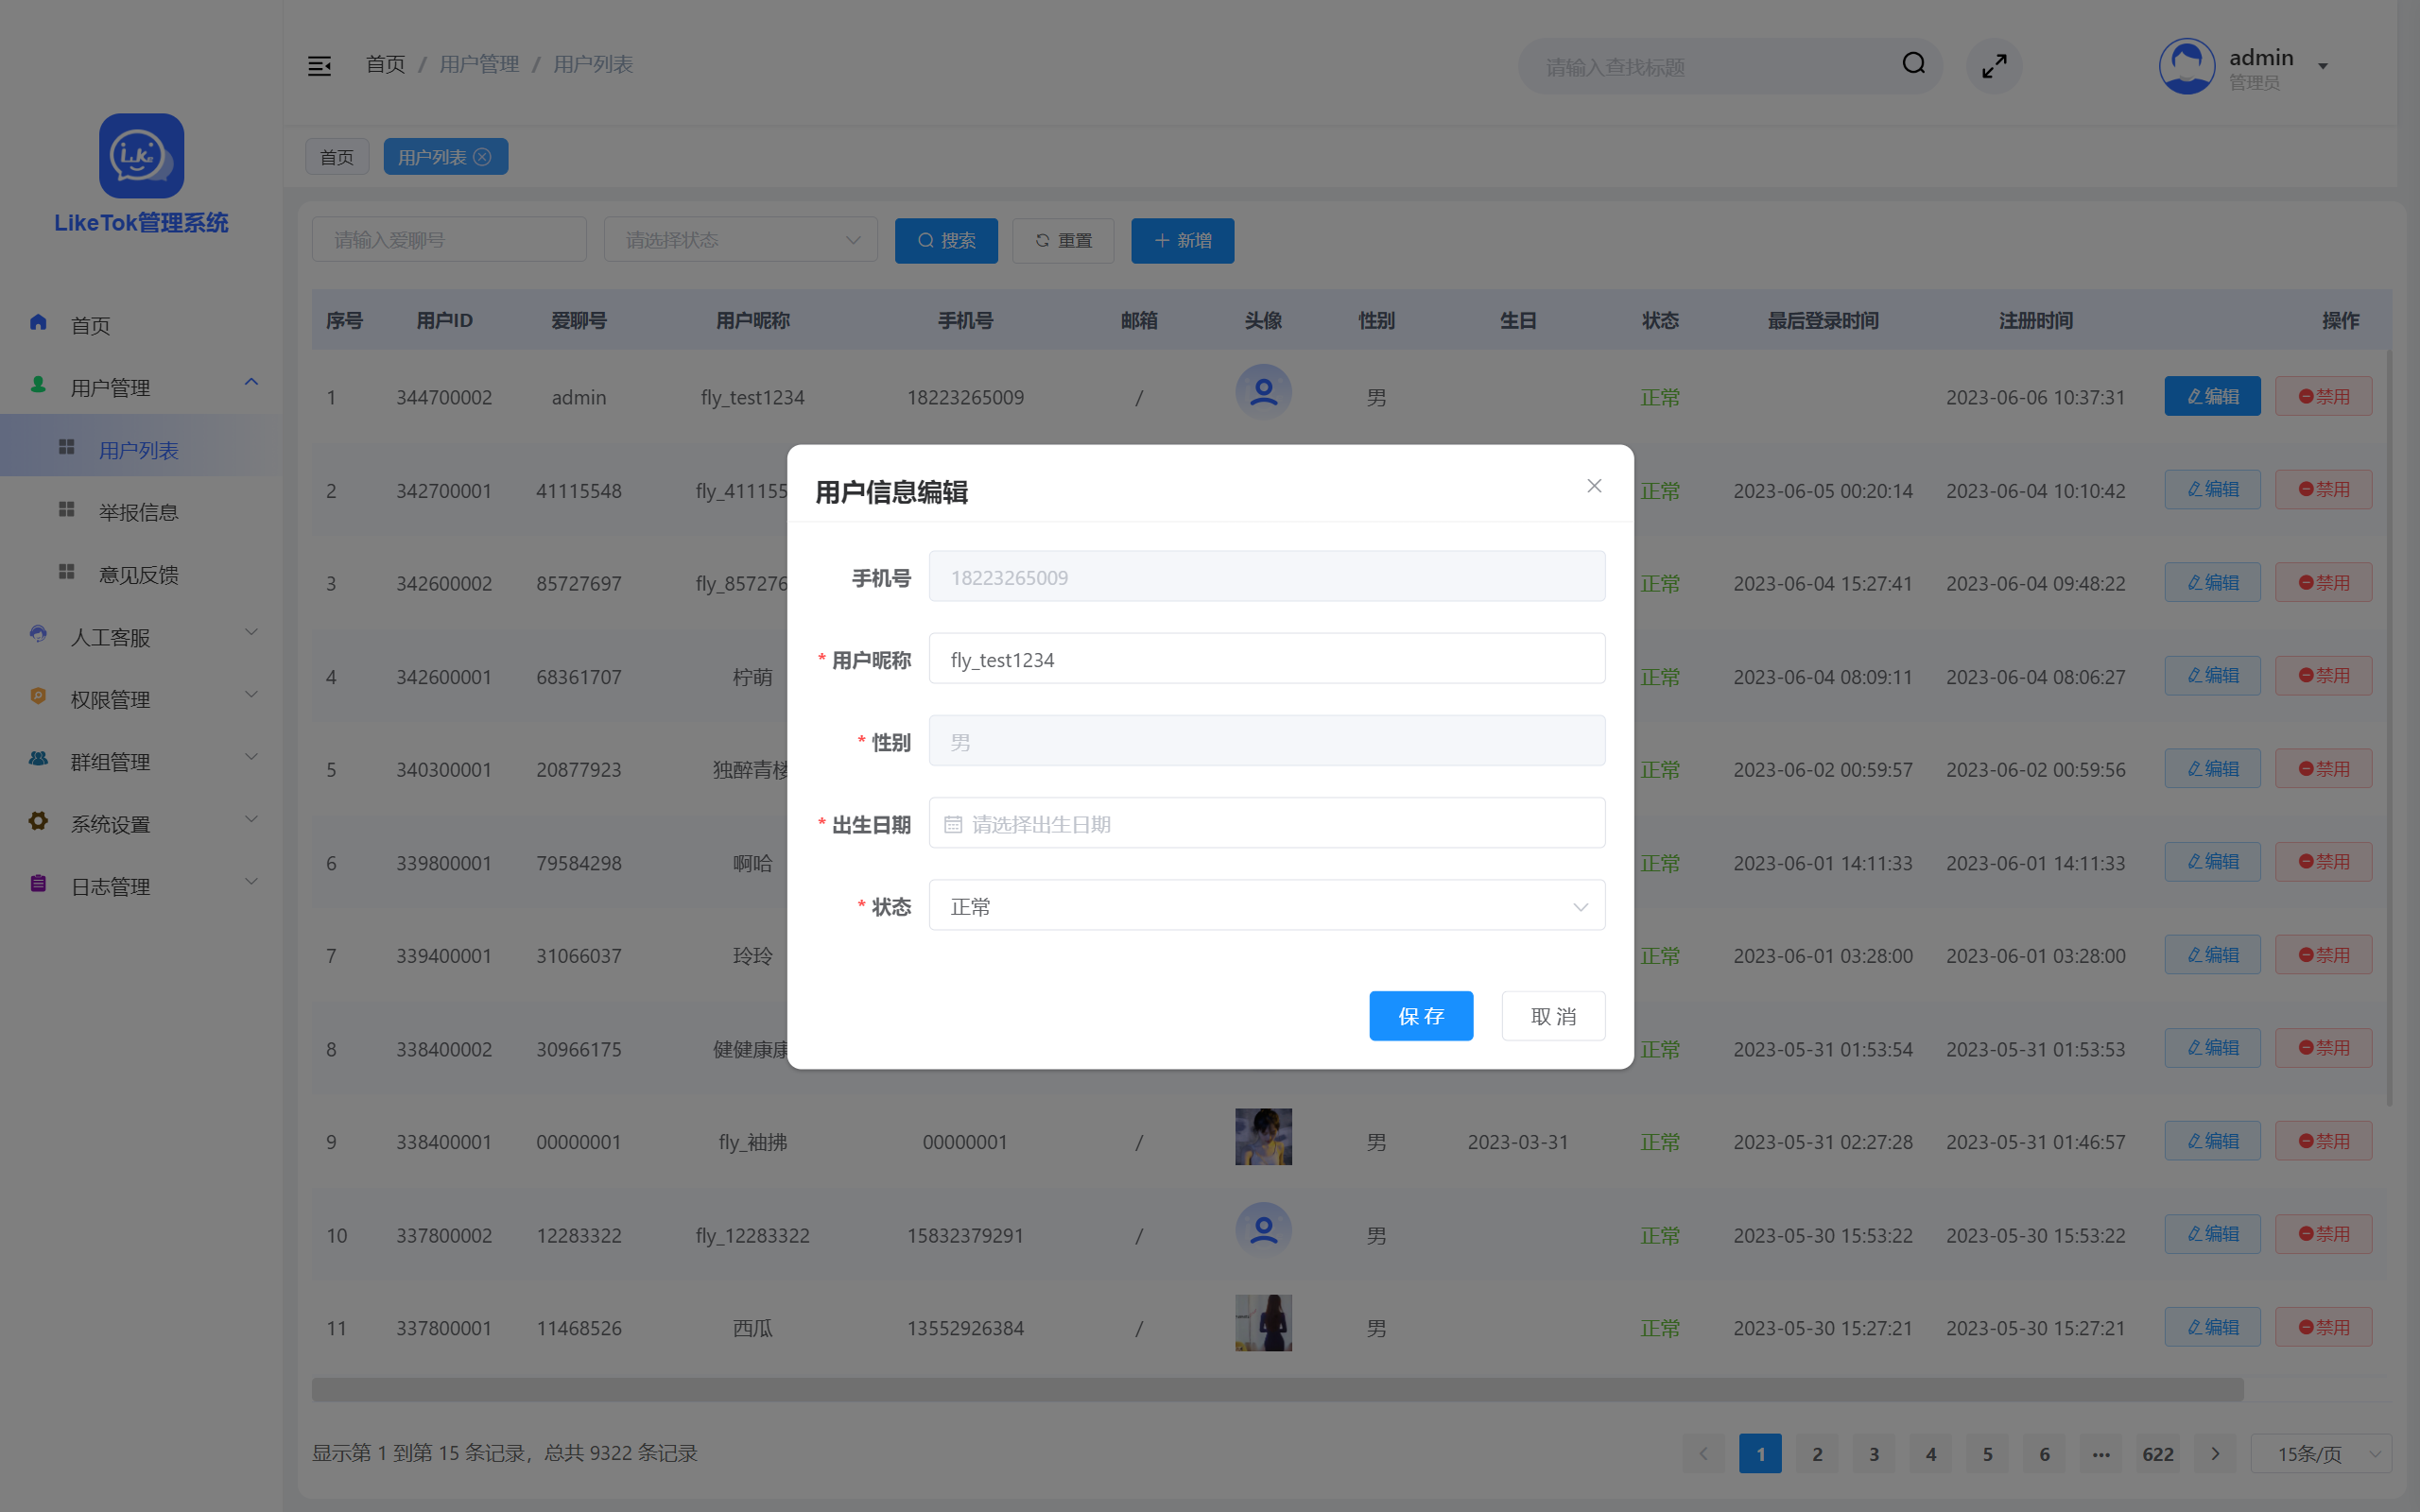 首页 / 用户管理 / 用户列表
请输入查找标题
admin
管理员
Like
LikeTok管理系统
首页
用户列表
请输入爱聊号
请选择状态
搜索
重置
新增
首页
用户管理
用户列表
举报信息
意见反馈
人工客服
权限管理
群组管理
系统设置
日志管理
序号 用户ID 爱聊号 用户昵称 手机号 邮箱 头像 性别 生日 状态 最后登录时间 注册时间 操作
1 344700002 admin fly_test1234 18223265009 / 男 正常 2023-06-06 10:37:31 编辑 禁用
2 342700001 41115548 fly_411155 正常 2023-06-05 00:20:14 2023-06-04 10:10:42 编辑 禁用
3 342600002 85727697 fly_857276 正常 2023-06-04 15:27:41 2023-06-04 09:48:22 编辑 禁用
4 342600001 68361707 柠萌 正常 2023-06-04 08:09:11 2023-06-04 08:06:27 编辑 禁用
5 340300001 20877923 独醉青楼 正常 2023-06-02 00:59:57 2023-06-02 00:59:56 编辑 禁用
6 339800001 79584298 啊哈 正常 2023-06-01 14:11:33 2023-06-01 14:11:33 编辑 禁用
7 339400001 31066037 玲玲 正常 2023-06-01 03:28:00 2023-06-01 03:28:00 编辑 禁用
8 338400002 30966175 健健康康 正常 2023-05-31 01:53:54 2023-05-31 01:53:53 编辑 禁用
9 338400001 00000001 fly_袖拂 00000001 / 男 2023-03-31 正常 2023-05-31 02:27:28 2023-05-31 01:46:57 编辑 禁用
10 337800002 12283322 fly_12283322 15832379291 / 男 正常 2023-05-30 15:53:22 2023-05-30 15:53:22 编辑 禁用
11 337800001 11468526 西瓜 13552926384 / 男 正常 2023-05-30 15:27:21 2023-05-30 15:27:21 编辑 禁用
用户信息编辑
手机号 18223265009
* 用户昵称 fly_test1234
* 性别 男
* 出生日期 请选择出生日期
* 状态 正常
保存 取消
显示第 1 到第 15 条记录，总共 9322 条记录
1 2 3 4 5 6 ... 622 15条/页